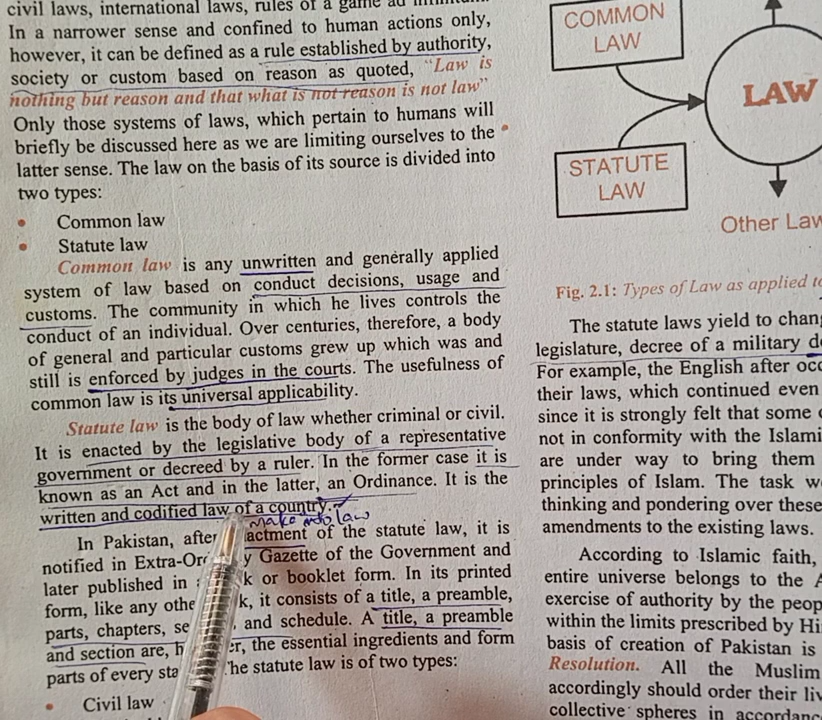 civil laws, international laws, rules of a game ad
In a narrower sense and confined to human actions only,
however, it can be defined as a rule established by authority,
society or custom based on reason as quoted, "Law is
nothing but reason and that what is not reason is not law"
Only those systems of laws, which pertain to humans will
briefly be discussed here as we are limiting ourselves to the
latter sense. The law on the basis of its source is divided into
two types:
• Common law
• Statute law
Common law is any unwritten and generally applied
system of law based on conduct decisions, usage and
customs. The community in which he lives controls the
conduct of an individual. Over centuries, therefore, a body
of general and particular customs grew up which was and
still is enforced by judges in the courts. The usefulness of
common law is its universal applicability.
Statute law is the body of law whether criminal or civil.
It is enacted by the legislative body of a representative
government or decreed by a ruler. In the former case it is
known as an Act and in the latter, an Ordinance. It is the
written and codified law of a country.
make into law
In Pakistan, after actment of the statute law, it is
notified in Extra-Or y Gazette of the Government and
later published in k or booklet form. In its printed
form, like any othe k, it consists of a title, a preamble,
parts, chapters, se , and schedule. A title, a preamble
and section are, h er, the essential ingredients and form
parts of every sta he statute law is of two types:
• Civil law
COMMON
LAW
STATUTE
LAW
LAW
Other Law
Fig. 2.1: Types of Law as applied to
The statute laws yield to chan
legislature, decree of a military d
For example, the English after occ
their laws, which continued even
since it is strongly felt that some
not in conformity with the Islami
are under way to bring them
principles of Islam. The task w
thinking and pondering over these
amendments to the existing laws.
According to Islamic faith,
entire universe belongs to the A
exercise of authority by the peop
within the limits prescribed by Hi
basis of creation of Pakistan is
Resolution. All the Muslim
accordingly should order their liv
collective spheres in accordanc